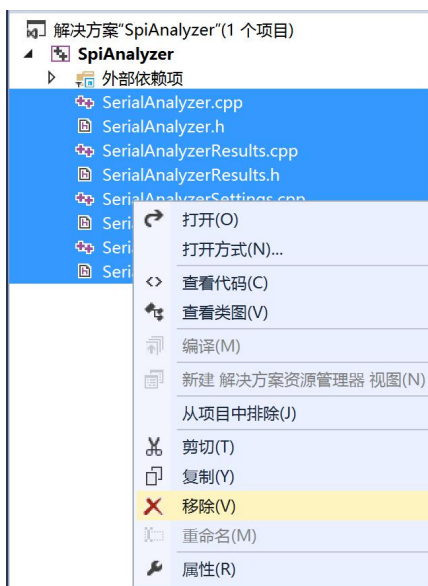 解决方案"SpiAnalyzer"(1 个项目)
SpiAnalyzer
外部依赖项
SerialAnalyzer.cpp
SerialAnalyzer.h
SerialAnalyzerResults.cpp
SerialAnalyzerResults.h
SerialAnalyzerSettings.cpp
Seri
Seri
Seri
打开(O)
打开方式(N)...
查看代码(C)
查看类图(V)
编译(M)
新建 解决方案资源管理器 视图(N)
从项目中排除(J)
剪切(T)
复制(Y)
移除(V)
重命名(M)
属性(R)